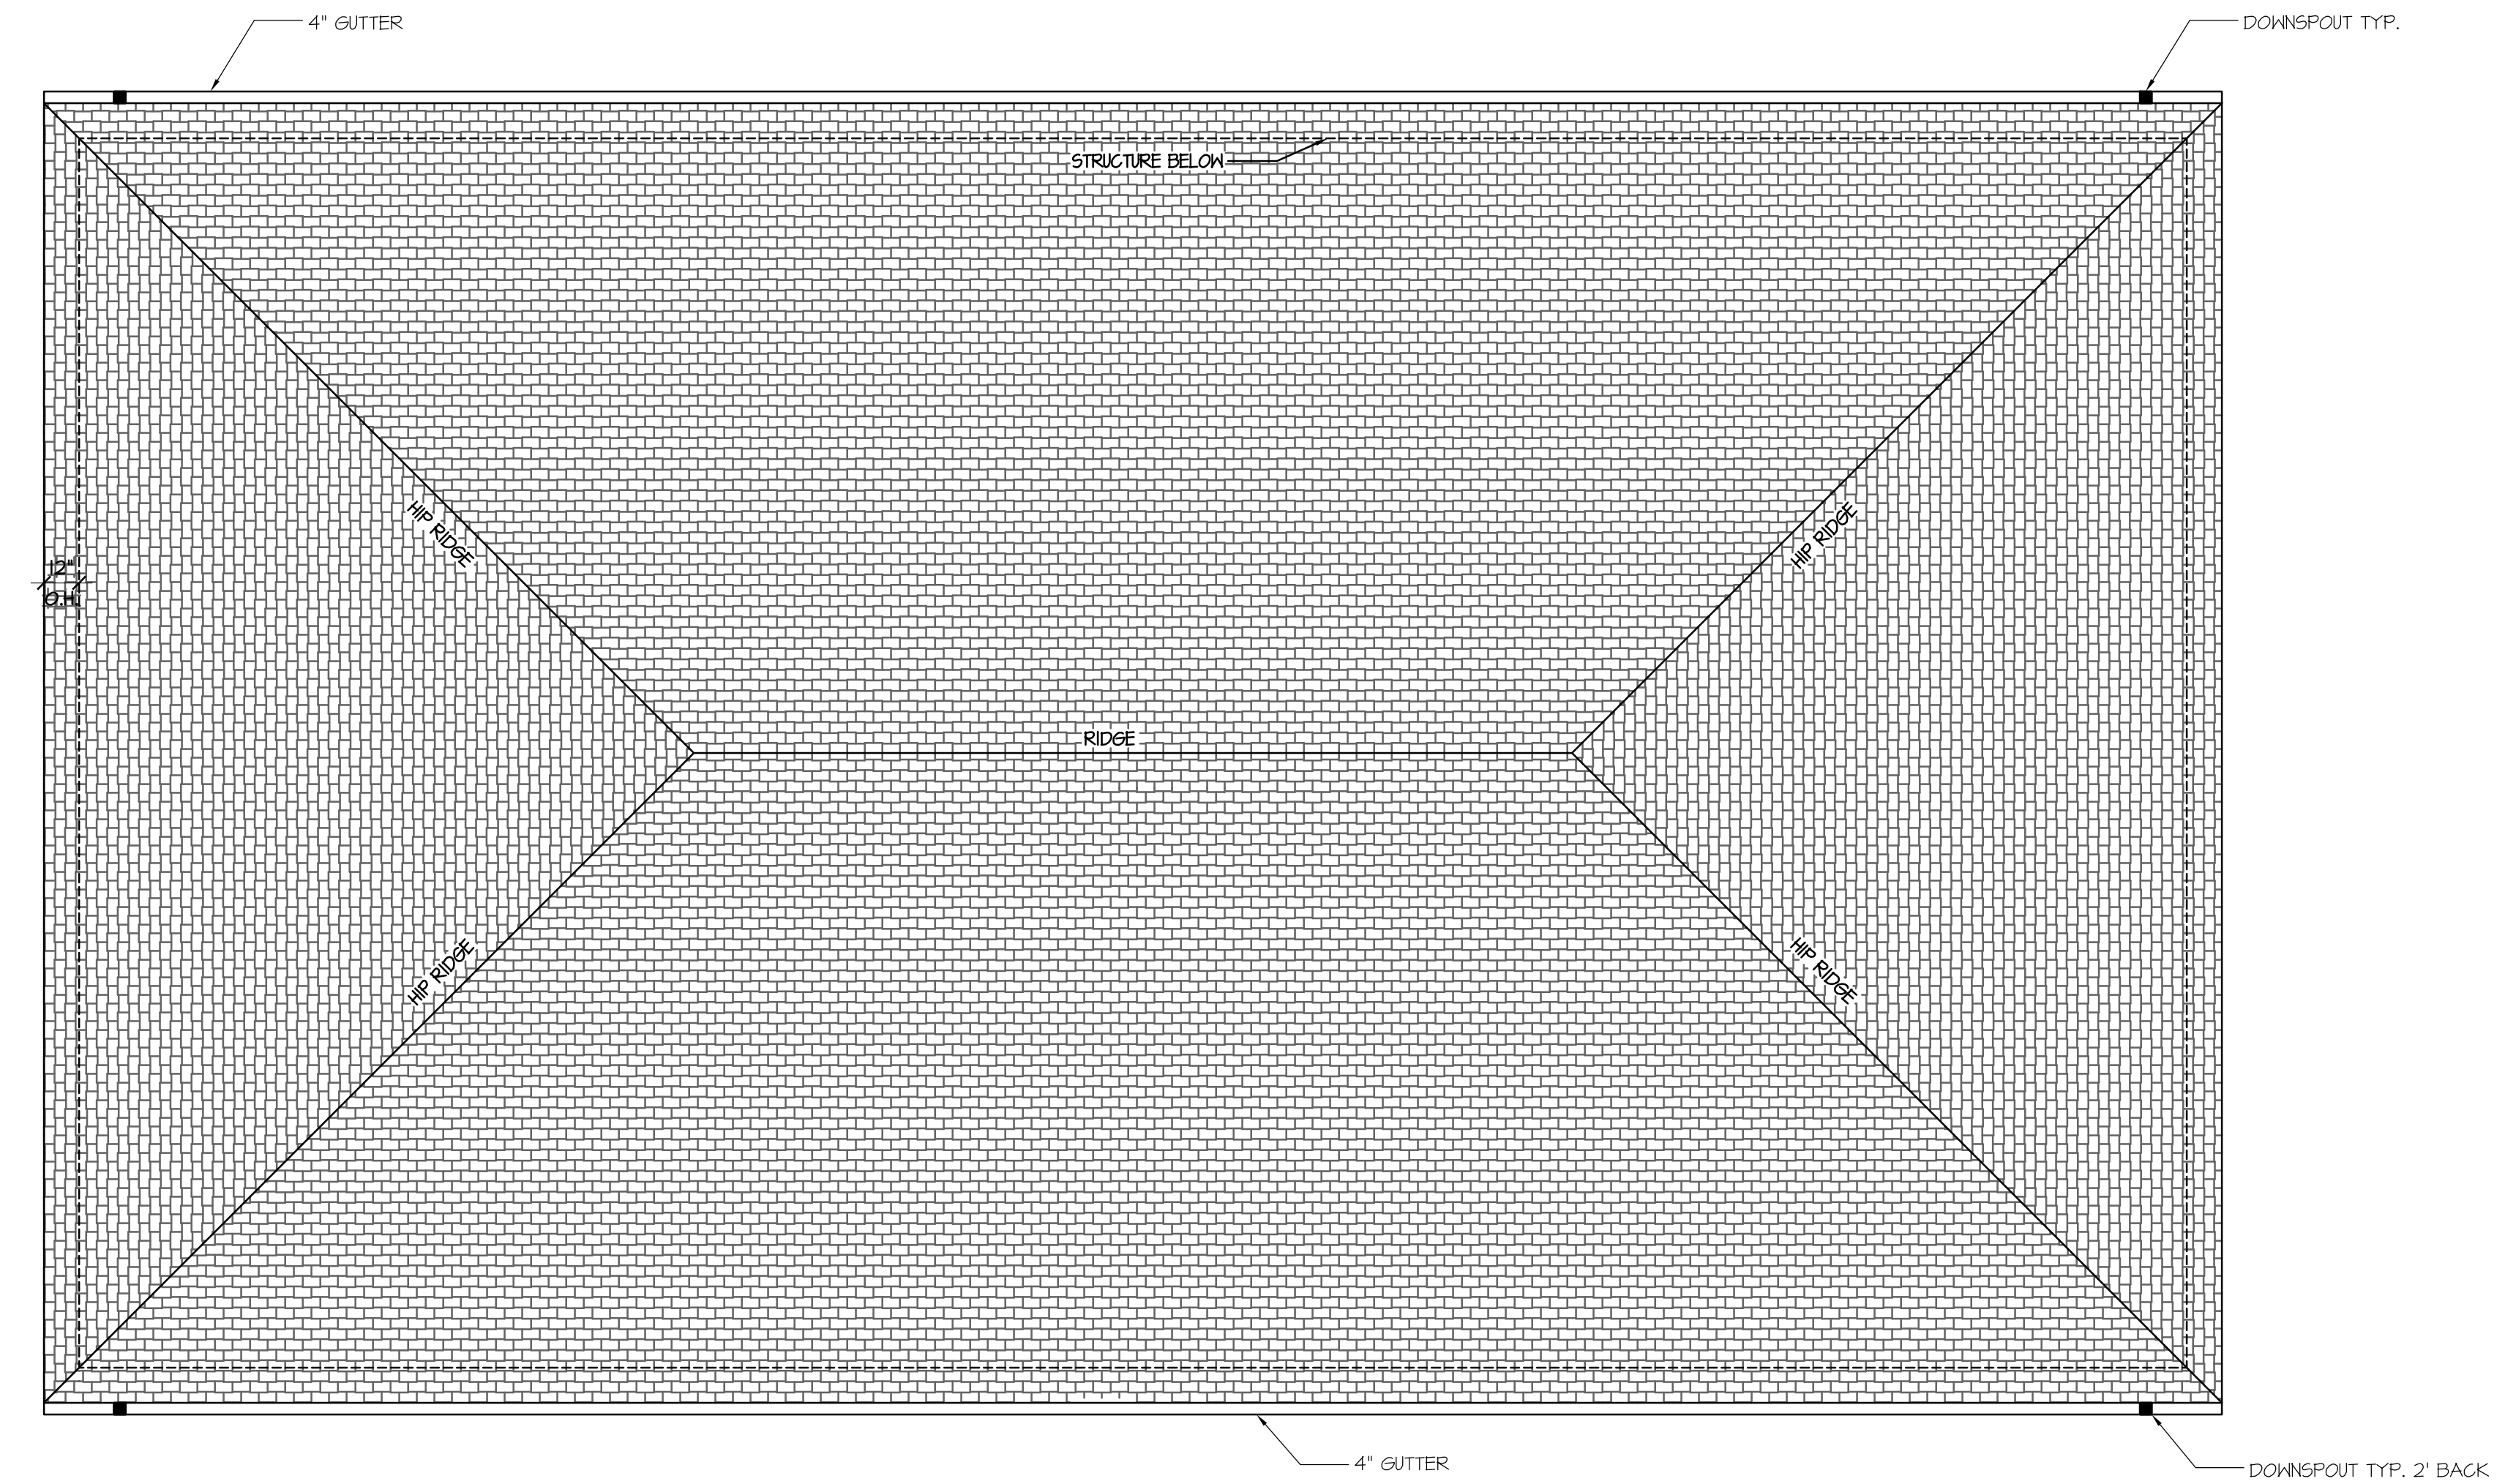 4" GUTTER
DOWNSPOUT TYP.
STRUCTURE BELOW
HIP RIDGE
HIP RIDGE
12"
O.H.
RIDGE
HIP RIDGE
HIP RIDGE
4" GUTTER
DOWNSPOUT TYP. 2' BACK